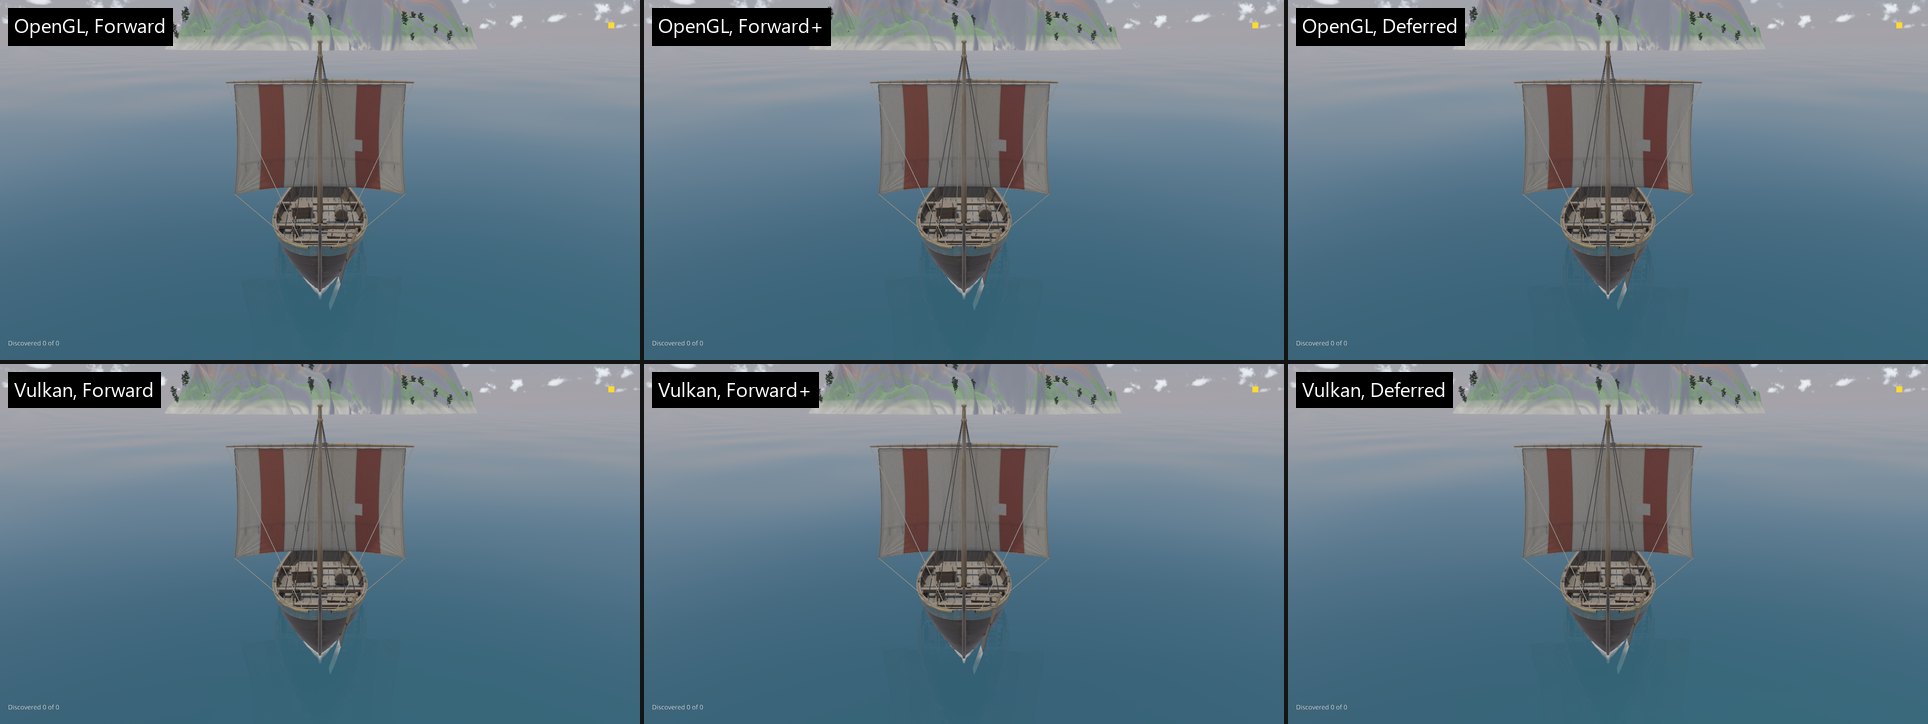 OpenGL, Forward
OpenGL, Forward+
OpenGL, Deferred
Discovered 0 of 0
Discovered 0 of 0
Discovered 0 of 0
Vulkan, Forward
Vulkan, Forward+
Vulkan, Deferred
Discovered 0 of 0
Discovered 0 of 0
Discovered 0 of 0